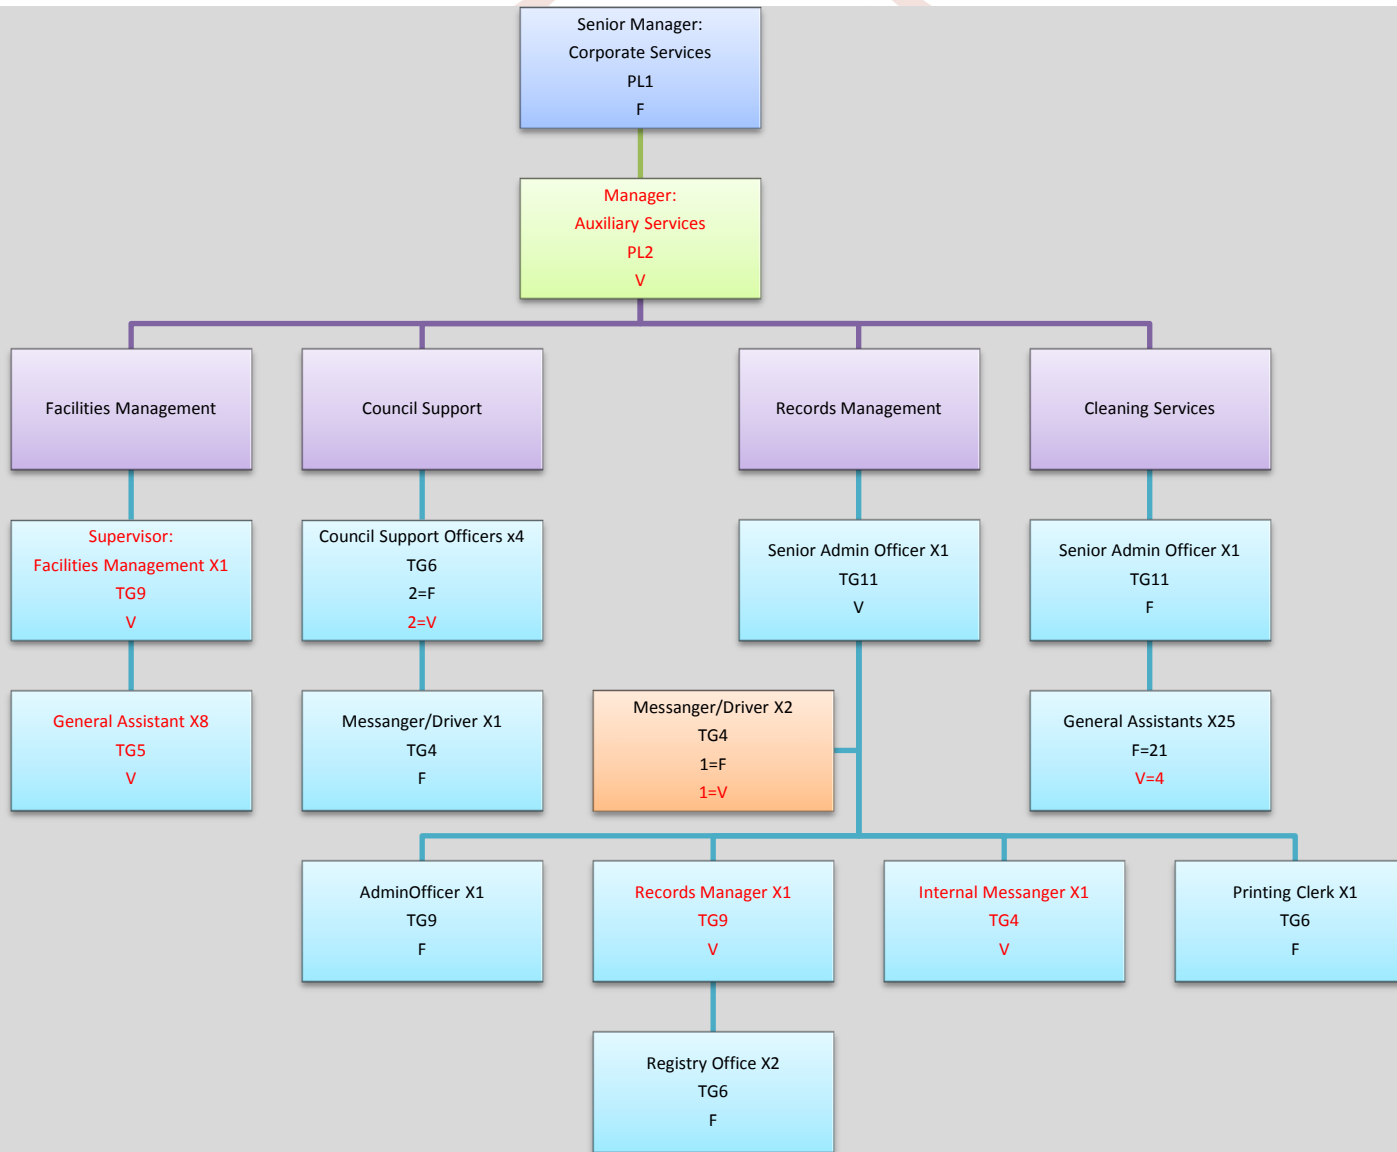 Senior Manager:
Corporate Services
PL1
F
Manager:
Auxiliary Services
PL2
V
Facilities Management
Council Support
Records Management
Cleaning Services
Supervisor:
Facilities Management X1
TG9
V
Council Support Officers x4
TG6
2=F
2=V
Senior Admin Officer X1
TG11
V
Senior Admin Officer X1
TG11
F
General Assistant X8
TG5
V
Messanger/Driver X1
TG4
F
Messanger/Driver X2
TG4
1=F
1=V
General Assistants X25
F=21
V=4
AdminOfficer X1
TG9
F
Records Manager X1
TG9
V
Internal Messanger X1
TG4
V
Printing Clerk X1
TG6
F
Registry Office X2
TG6
F